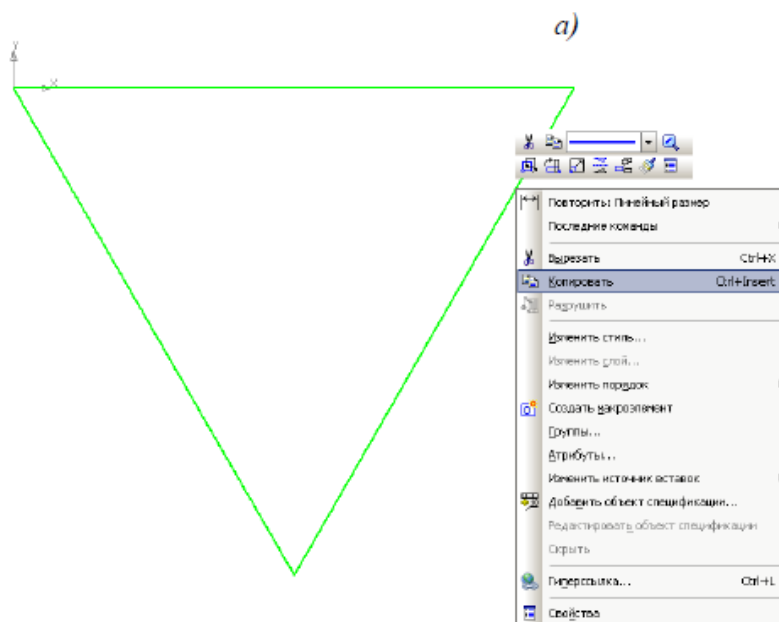 а)
Y
X
Повторить: Линейный размер
Последние команды
Вырезать Ctrl+X
Копировать Ctrl+Insert
Разрушить
Изменить стиль...
Изменить слой...
Изменить порядок
Создать макроэлемент
Группы...
Атрибуты...
Изменить источник вставок
Добавить объект спецификации...
Редактировать объект спецификации
Скрыть
Гиперссылка... Ctrl+L
Свойства